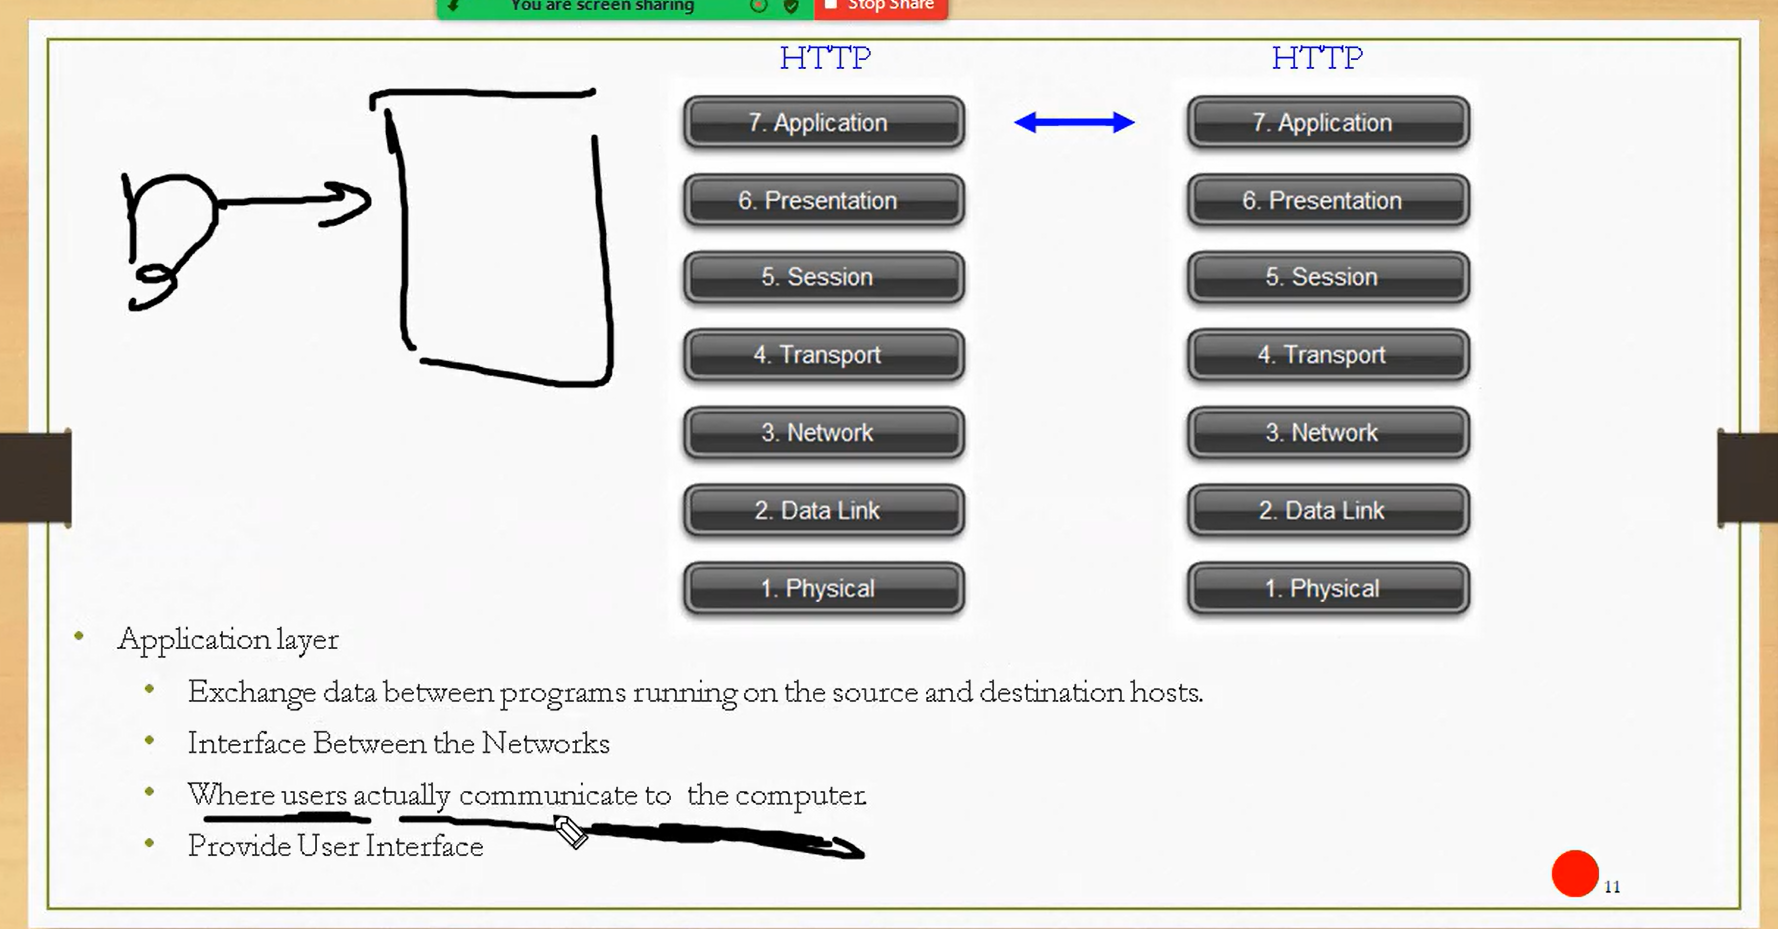 You are screen sharing
Stop Share
HTTP
HTTP
7. Application
7. Application
6. Presentation
6. Presentation
5. Session
5. Session
4. Transport
4. Transport
3. Network
3. Network
2. Data Link
2. Data Link
1. Physical
1. Physical
• Application layer
• Exchange data between programs running on the source and destination hosts.
• Interface Between the Networks
• Where users actually communicate to the computer.
• Provide User Interface
11